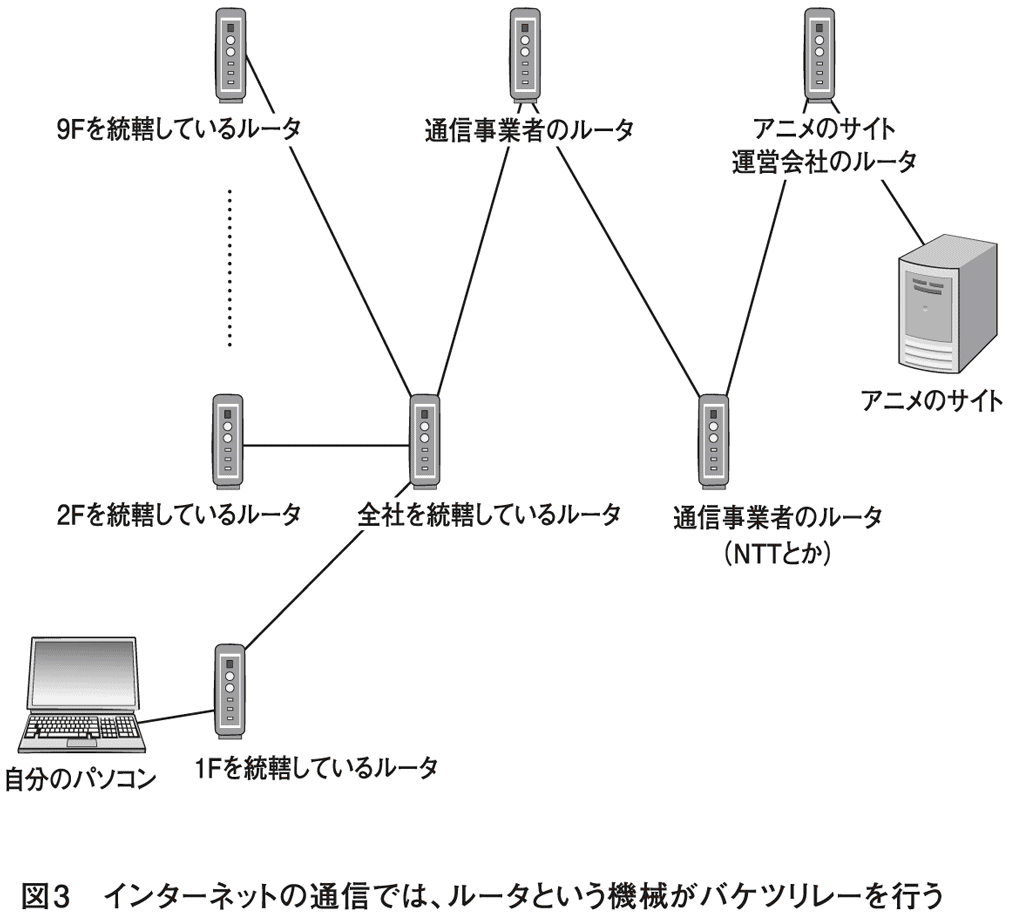 9Fを統轄しているルータ
通信事業者のルータ
アニメのサイト
運営会社のルータ
アニメのサイト
2Fを統轄しているルータ
全社を統轄しているルータ
通信事業者のルータ
（NTTとか）
自分のパソコン
1Fを統轄しているルータ
図3　インターネットの通信では、ルータという機械がバケツリレーを行う